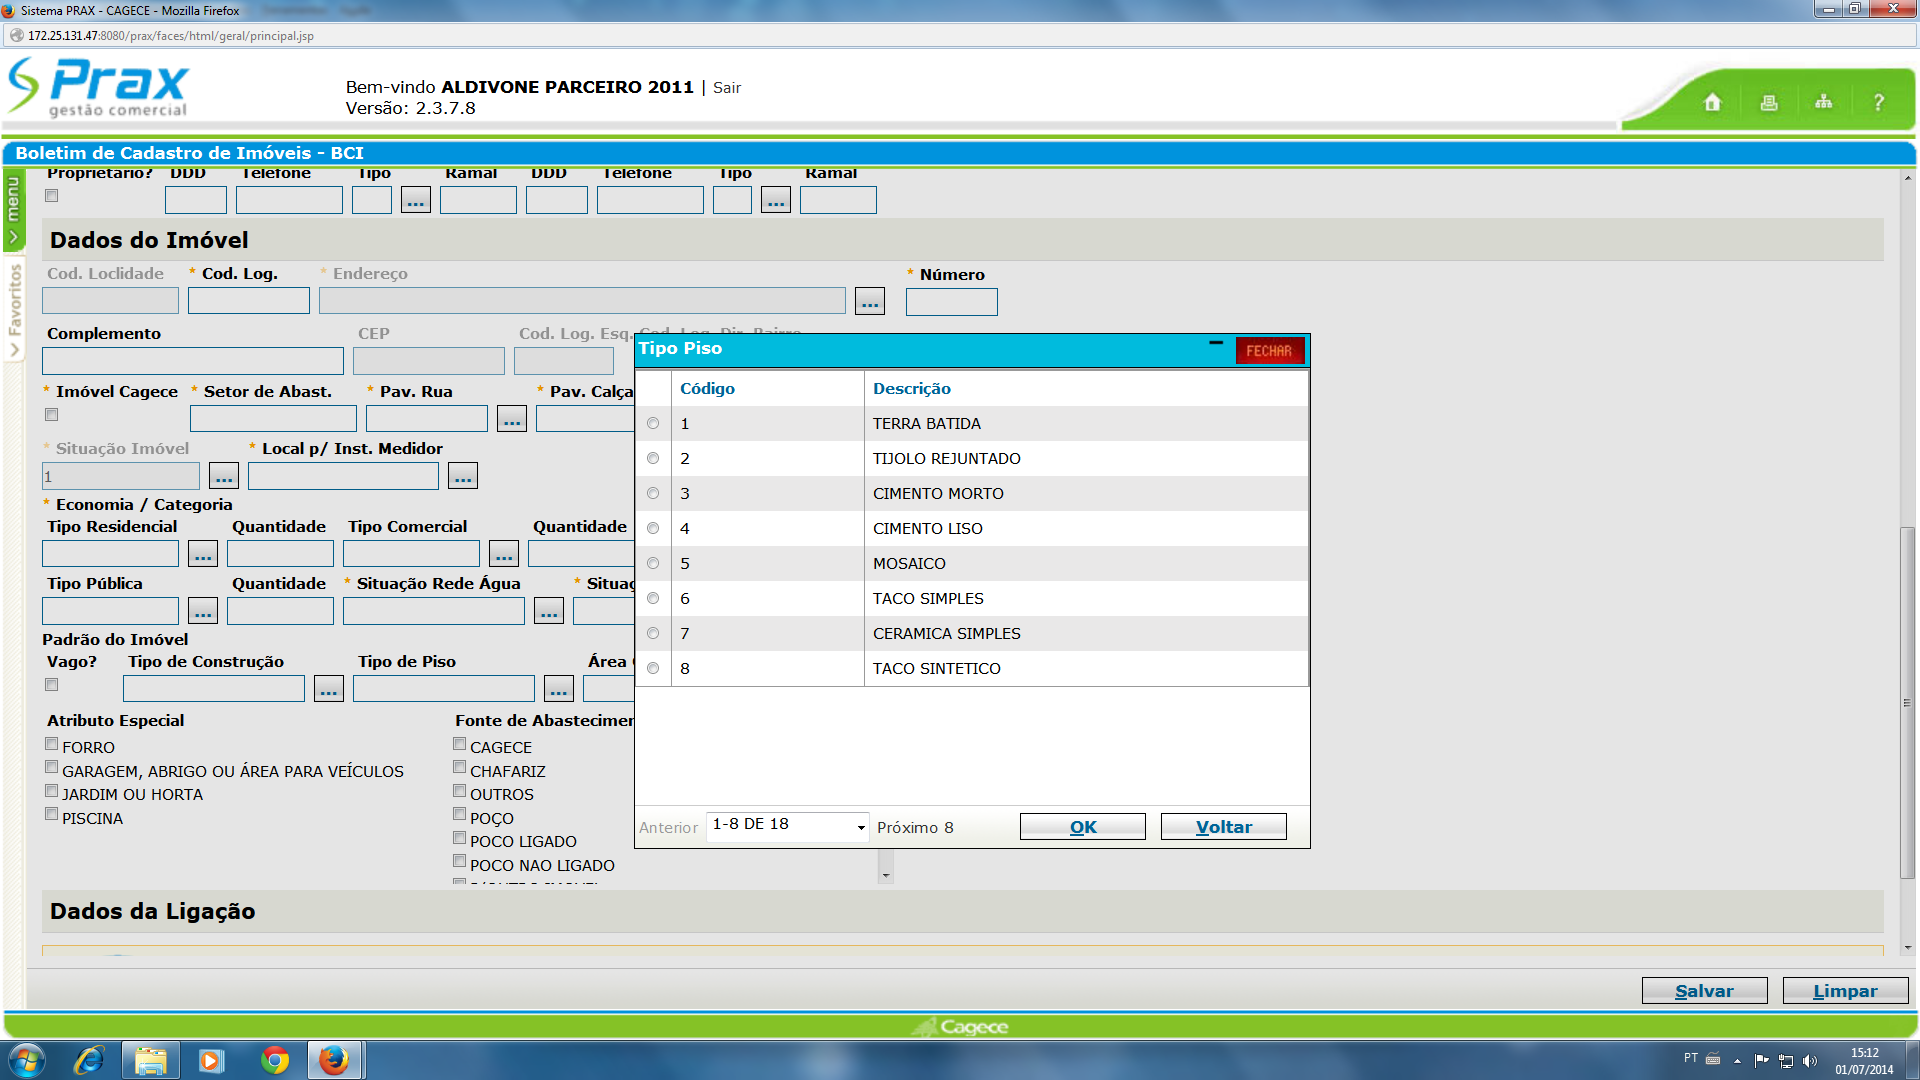 Sistema PRAX - CAGECE - Mozilla Firefox
172.25.131.47:8080/prax/faces/html/geral/principal.jsp
Prax
gestão comercial
Bem-vindo ALDIVONE PARCEIRO 2011 | Sair
Versão: 2.3.7.8
?
Boletim de Cadastro de Imóveis - BCI
menu
Favoritos
Proprietário? DDD Telefone Tipo Ramal DDD Telefone Tipo Ramal
... ...
Dados do Imóvel
Cod. Loclidade * Cod. Log. * Endereço * Número
...
Complemento CEP Cod. Log. Esq. Cod. Log. Dir. Bairro
* Imóvel Cagece * Setor de Abast. * Pav. Rua * Pav. Calça
...
* Situação Imóvel * Local p/ Inst. Medidor
1 ... ...
* Economia / Categoria
Tipo Residencial Quantidade Tipo Comercial Quantidade
... ...
Tipo Pública Quantidade * Situação Rede Água * Situaç
... ...
Padrão do Imóvel
Vago? Tipo de Construção Tipo de Piso Área
... ...
Atributo Especial
FORRO
GARAGEM, ABRIGO OU ÁREA PARA VEÍCULOS
JARDIM OU HORTA
PISCINA
Fonte de Abastecimen
CAGECE
CHAFARIZ
OUTROS
POÇO
POCO LIGADO
POCO NAO LIGADO
Tipo Piso
FECHAR
Código Descrição
1 TERRA BATIDA
2 TIJOLO REJUNTADO
3 CIMENTO MORTO
4 CIMENTO LISO
5 MOSAICO
6 TACO SIMPLES
7 CERAMICA SIMPLES
8 TACO SINTETICO
Anterior 1-8 DE 18 Próximo 8 OK Voltar
Dados da Ligação
Salvar Limpar
Cagece
PT
15:12
01/07/2014